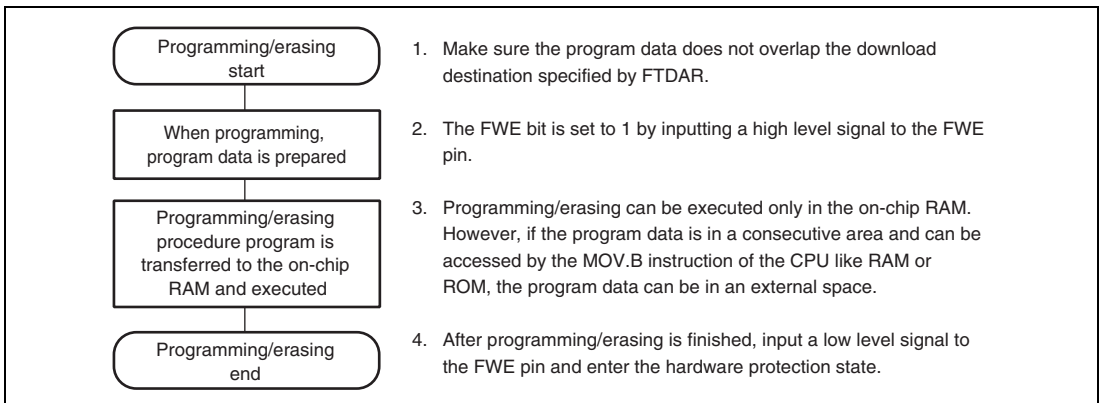 Programming/erasing
start
When programming,
program data is prepared
Programming/erasing
procedure program is
transferred to the on-chip
RAM and executed
Programming/erasing
end
1. Make sure the program data does not overlap the download
destination specified by FTDAR.
2. The FWE bit is set to 1 by inputting a high level signal to the FWE
pin.
3. Programming/erasing can be executed only in the on-chip RAM.
However, if the program data is in a consecutive area and can be
accessed by the MOV.B instruction of the CPU like RAM or
ROM, the program data can be in an external space.
4. After programming/erasing is finished, input a low level signal to
the FWE pin and enter the hardware protection state.